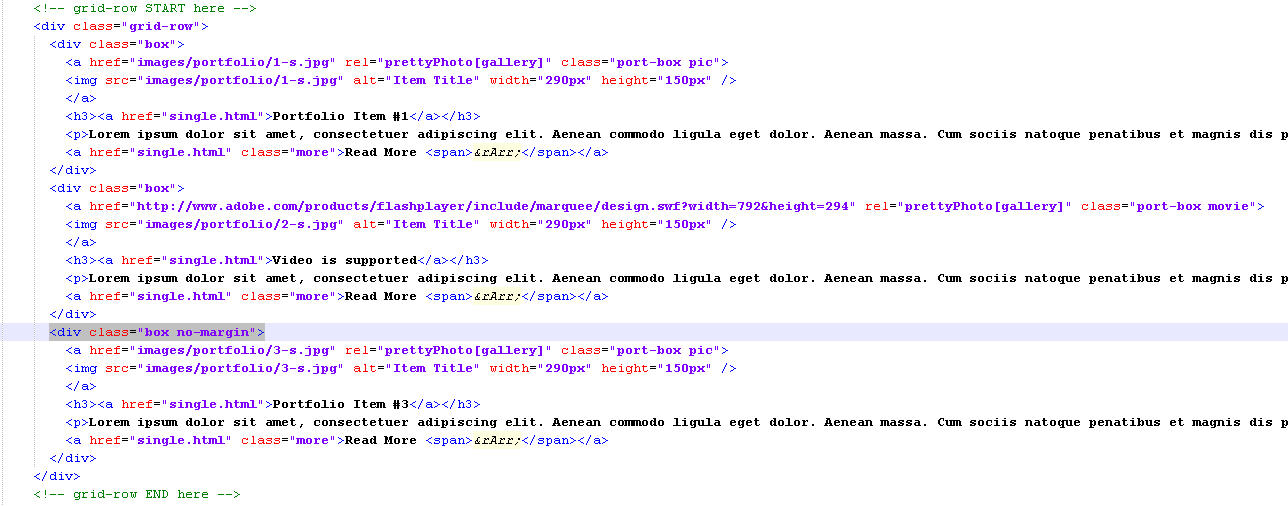 <!-- grid-row START here -->
<div class="grid-row">
<div class="box">
<a href="images/portfolio/1-s.jpg" rel="prettyPhoto[gallery]" class="port-box pic">
<img src="images/portfolio/1-s.jpg" alt="Item Title" width="290px" height="150px" />
</a>
<h3><a href="single.html">Portfolio Item #1</a></h3>
<p>Lorem ipsum dolor sit amet, consectetuer adipiscing elit. Aenean commodo ligula eget dolor. Aenean massa. Cum sociis natoque penatibus et magnis dis p
<a href="single.html" class="more">Read More <span>&rArr;</span></a>
</div>
<div class="box">
<a href="http://www.adobe.com/products/flashplayer/include/marquee/design.swf?width=792&height=294" rel="prettyPhoto[gallery]" class="port-box movie">
<img src="images/portfolio/2-s.jpg" alt="Item Title" width="290px" height="150px" />
</a>
<h3><a href="single.html">Video is supported</a></h3>
<p>Lorem ipsum dolor sit amet, consectetuer adipiscing elit. Aenean commodo ligula eget dolor. Aenean massa. Cum sociis natoque penatibus et magnis dis p
<a href="single.html" class="more">Read More <span>&rArr;</span></a>
</div>
<div class="box no-margin">
<a href="images/portfolio/3-s.jpg" rel="prettyPhoto[gallery]" class="port-box pic">
<img src="images/portfolio/3-s.jpg" alt="Item Title" width="290px" height="150px" />
</a>
<h3><a href="single.html">Portfolio Item #3</a></h3>
<p>Lorem ipsum dolor sit amet, consectetuer adipiscing elit. Aenean commodo ligula eget dolor. Aenean massa. Cum sociis natoque penatibus et magnis dis p
<a href="single.html" class="more">Read More <span>&rArr;</span></a>
</div>
</div>
<!-- grid-row END here -->